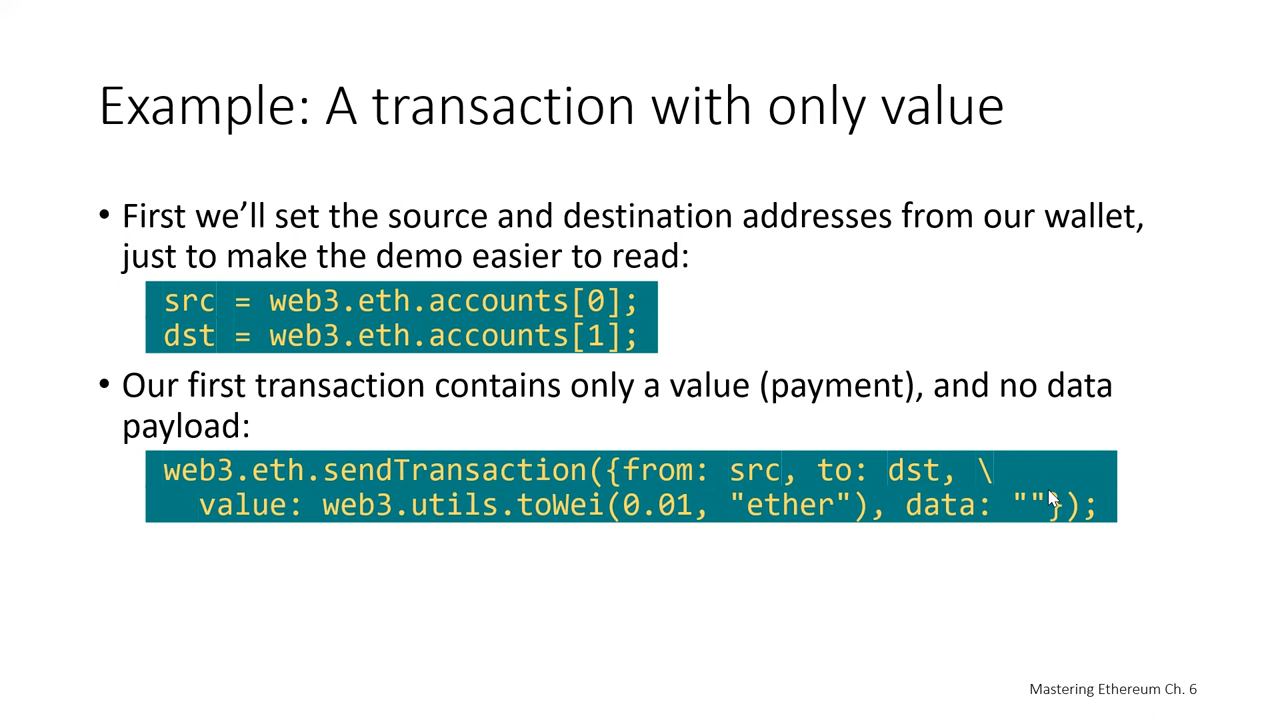 Example: A transaction with only value
• First we’ll set the source and destination addresses from our wallet,
just to make the demo easier to read:
src = web3.eth.accounts[0];
dst = web3.eth.accounts[1];
• Our first transaction contains only a value (payment), and no data
payload:
web3.eth.sendTransaction({from: src, to: dst, \
value: web3.utils.toWei(0.01, "ether"), data: ""});
Mastering Ethereum Ch. 6